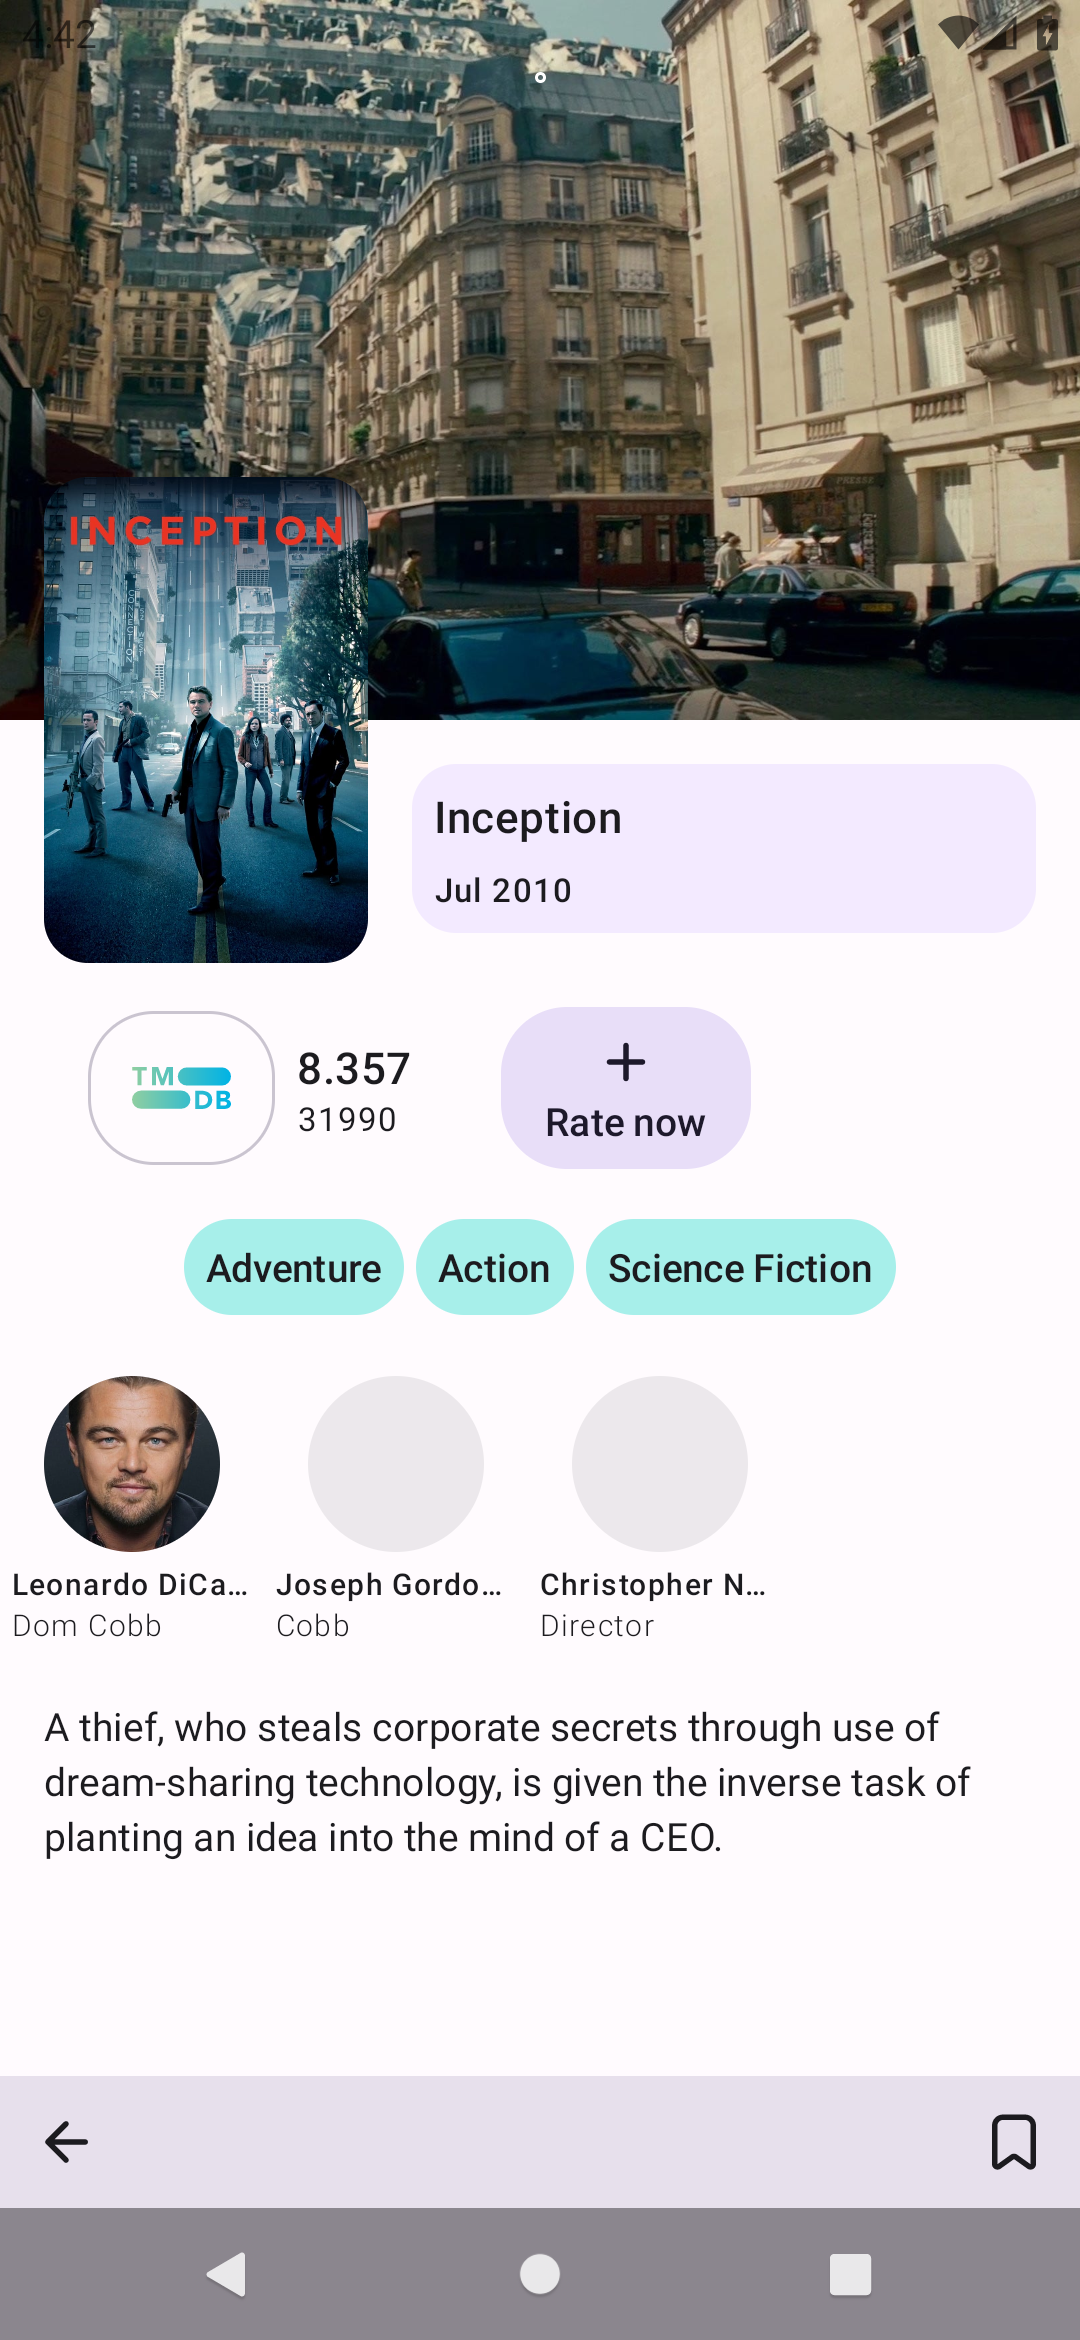 4:42
INCEPTION
Inception
Jul 2010
TMDB
8.357
31990
Rate now
Adventure
Action
Science Fiction
Leonardo DiCa…
Joseph Gordo…
Christopher N…
Dom Cobb
Cobb
Director
A thief, who steals corporate secrets through use of
dream-sharing technology, is given the inverse task of
planting an idea into the mind of a CEO.